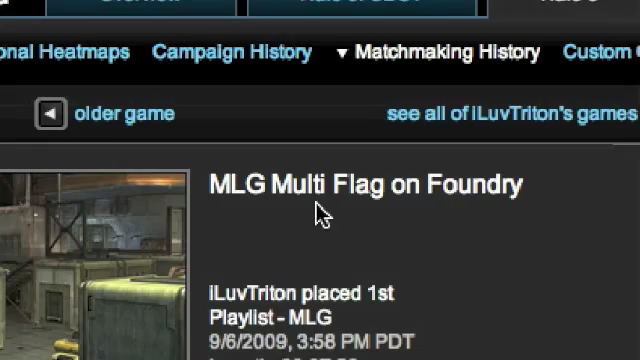 onal Heatmaps Campaign History ▼ Matchmaking History Custom
older game see all of iLuvTriton's games
MLG Multi Flag on Foundry
iLuvTriton placed 1st
Playlist - MLG
9/6/2009, 3:58 PM PDT